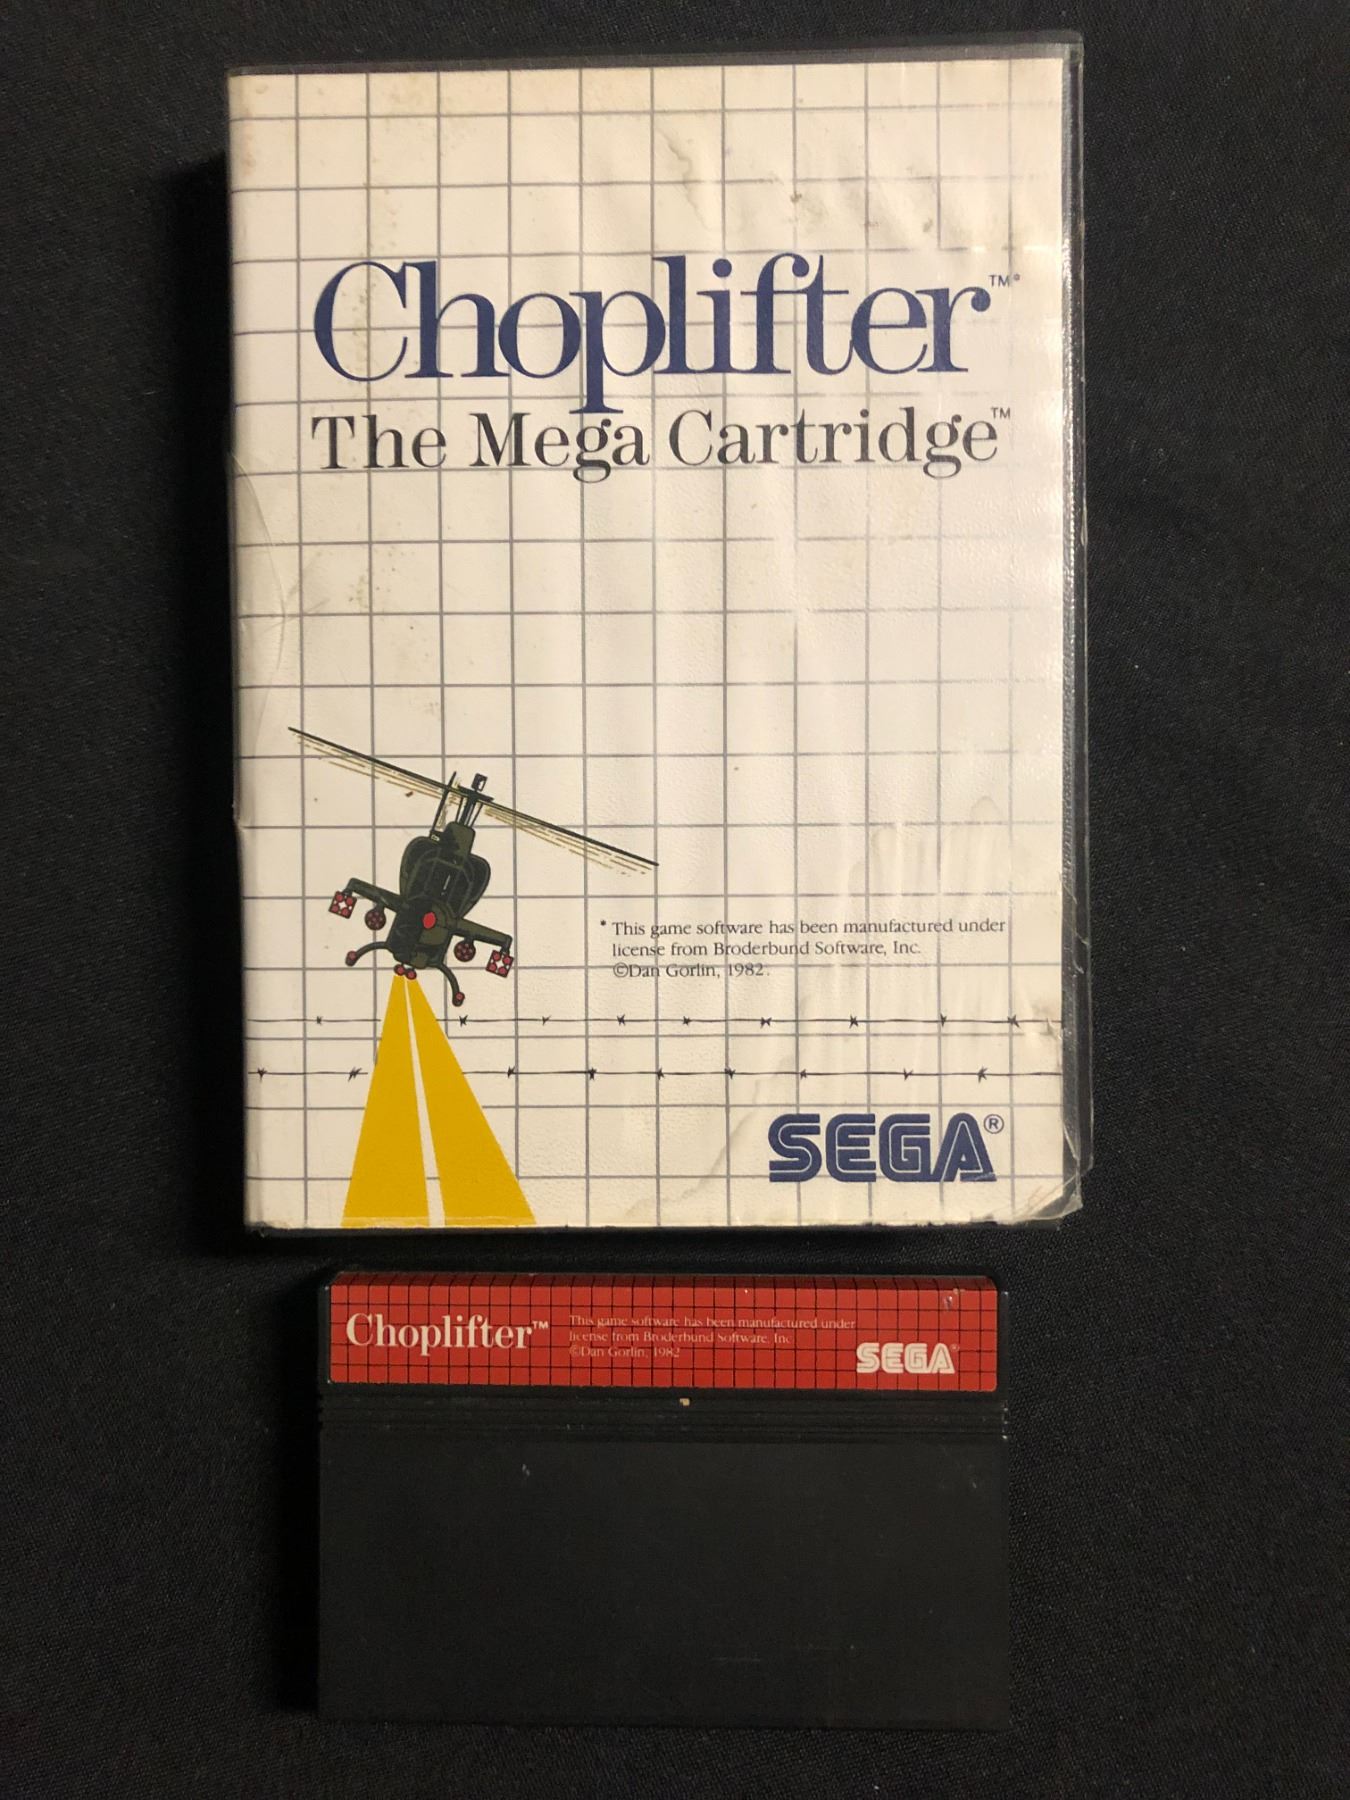 Choplifter™*
The Mega Cartridge™
* This game software has been manufactured under
license from Broderbund Software, Inc.
©Dan Gorlin, 1982.
SEGA®
Choplifter™
This game software has been manufactured under
license from Broderbund Software, Inc
©Dan Gorlin, 1982
SEGA®